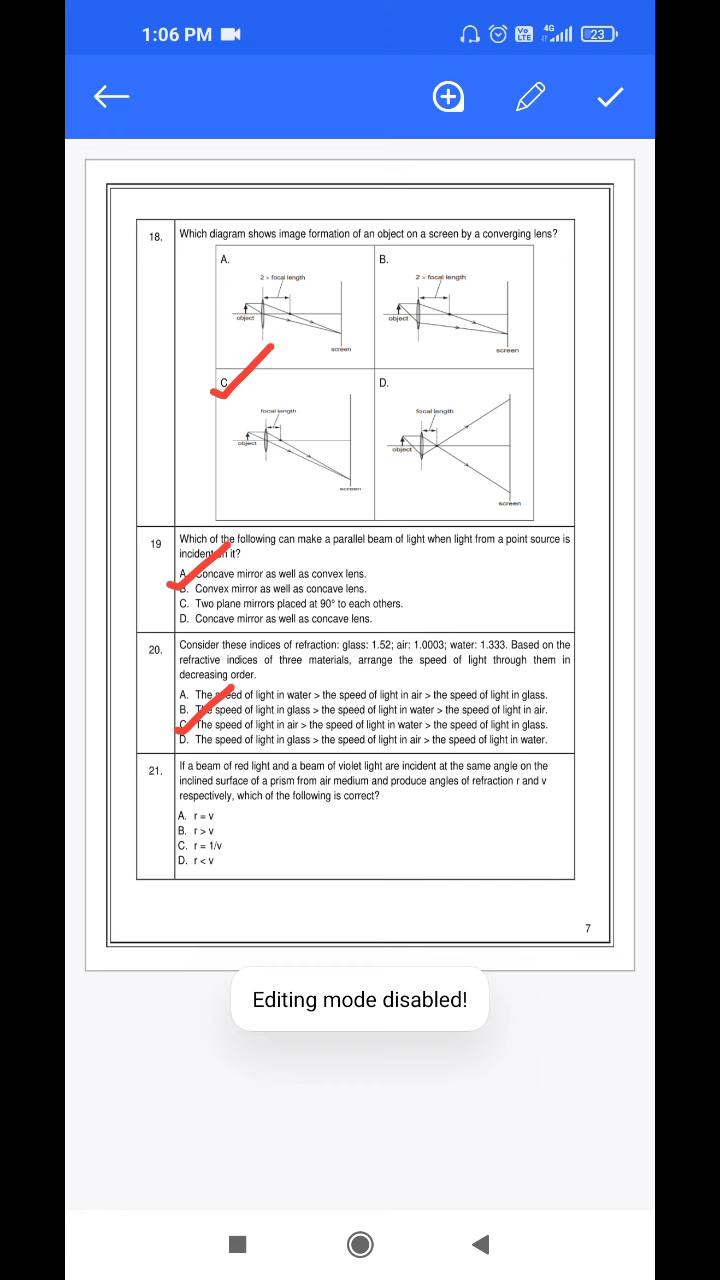 1:06 PM
Vo
LTE
4G
23
18.
Which diagram shows image formation of an object on a screen by a converging lens?
A.
2 × focal length
object
screen
B.
2 × focal length
object
screen
C
focal length
object
screen
D.
focal length
object
screen
19
Which of the following can make a parallel beam of light when light from a point source is
incident on it?
A. Concave mirror as well as convex lens.
B. Convex mirror as well as concave lens.
C. Two plane mirrors placed at 90° to each others.
D. Concave mirror as well as concave lens.
20.
Consider these indices of refraction: glass: 1.52; air: 1.0003; water: 1.333. Based on the
refractive indices of three materials, arrange the speed of light through them in
decreasing order.
A. The speed of light in water > the speed of light in air > the speed of light in glass.
B. The speed of light in glass > the speed of light in water > the speed of light in air.
C. The speed of light in air > the speed of light in water > the speed of light in glass.
D. The speed of light in glass > the speed of light in air > the speed of light in water.
21.
If a beam of red light and a beam of violet light are incident at the same angle on the
inclined surface of a prism from air medium and produce angles of refraction r and v
respectively, which of the following is correct?
A. r = v
B. r > v
C. r = 1/v
D. r < v
7
Editing mode disabled!